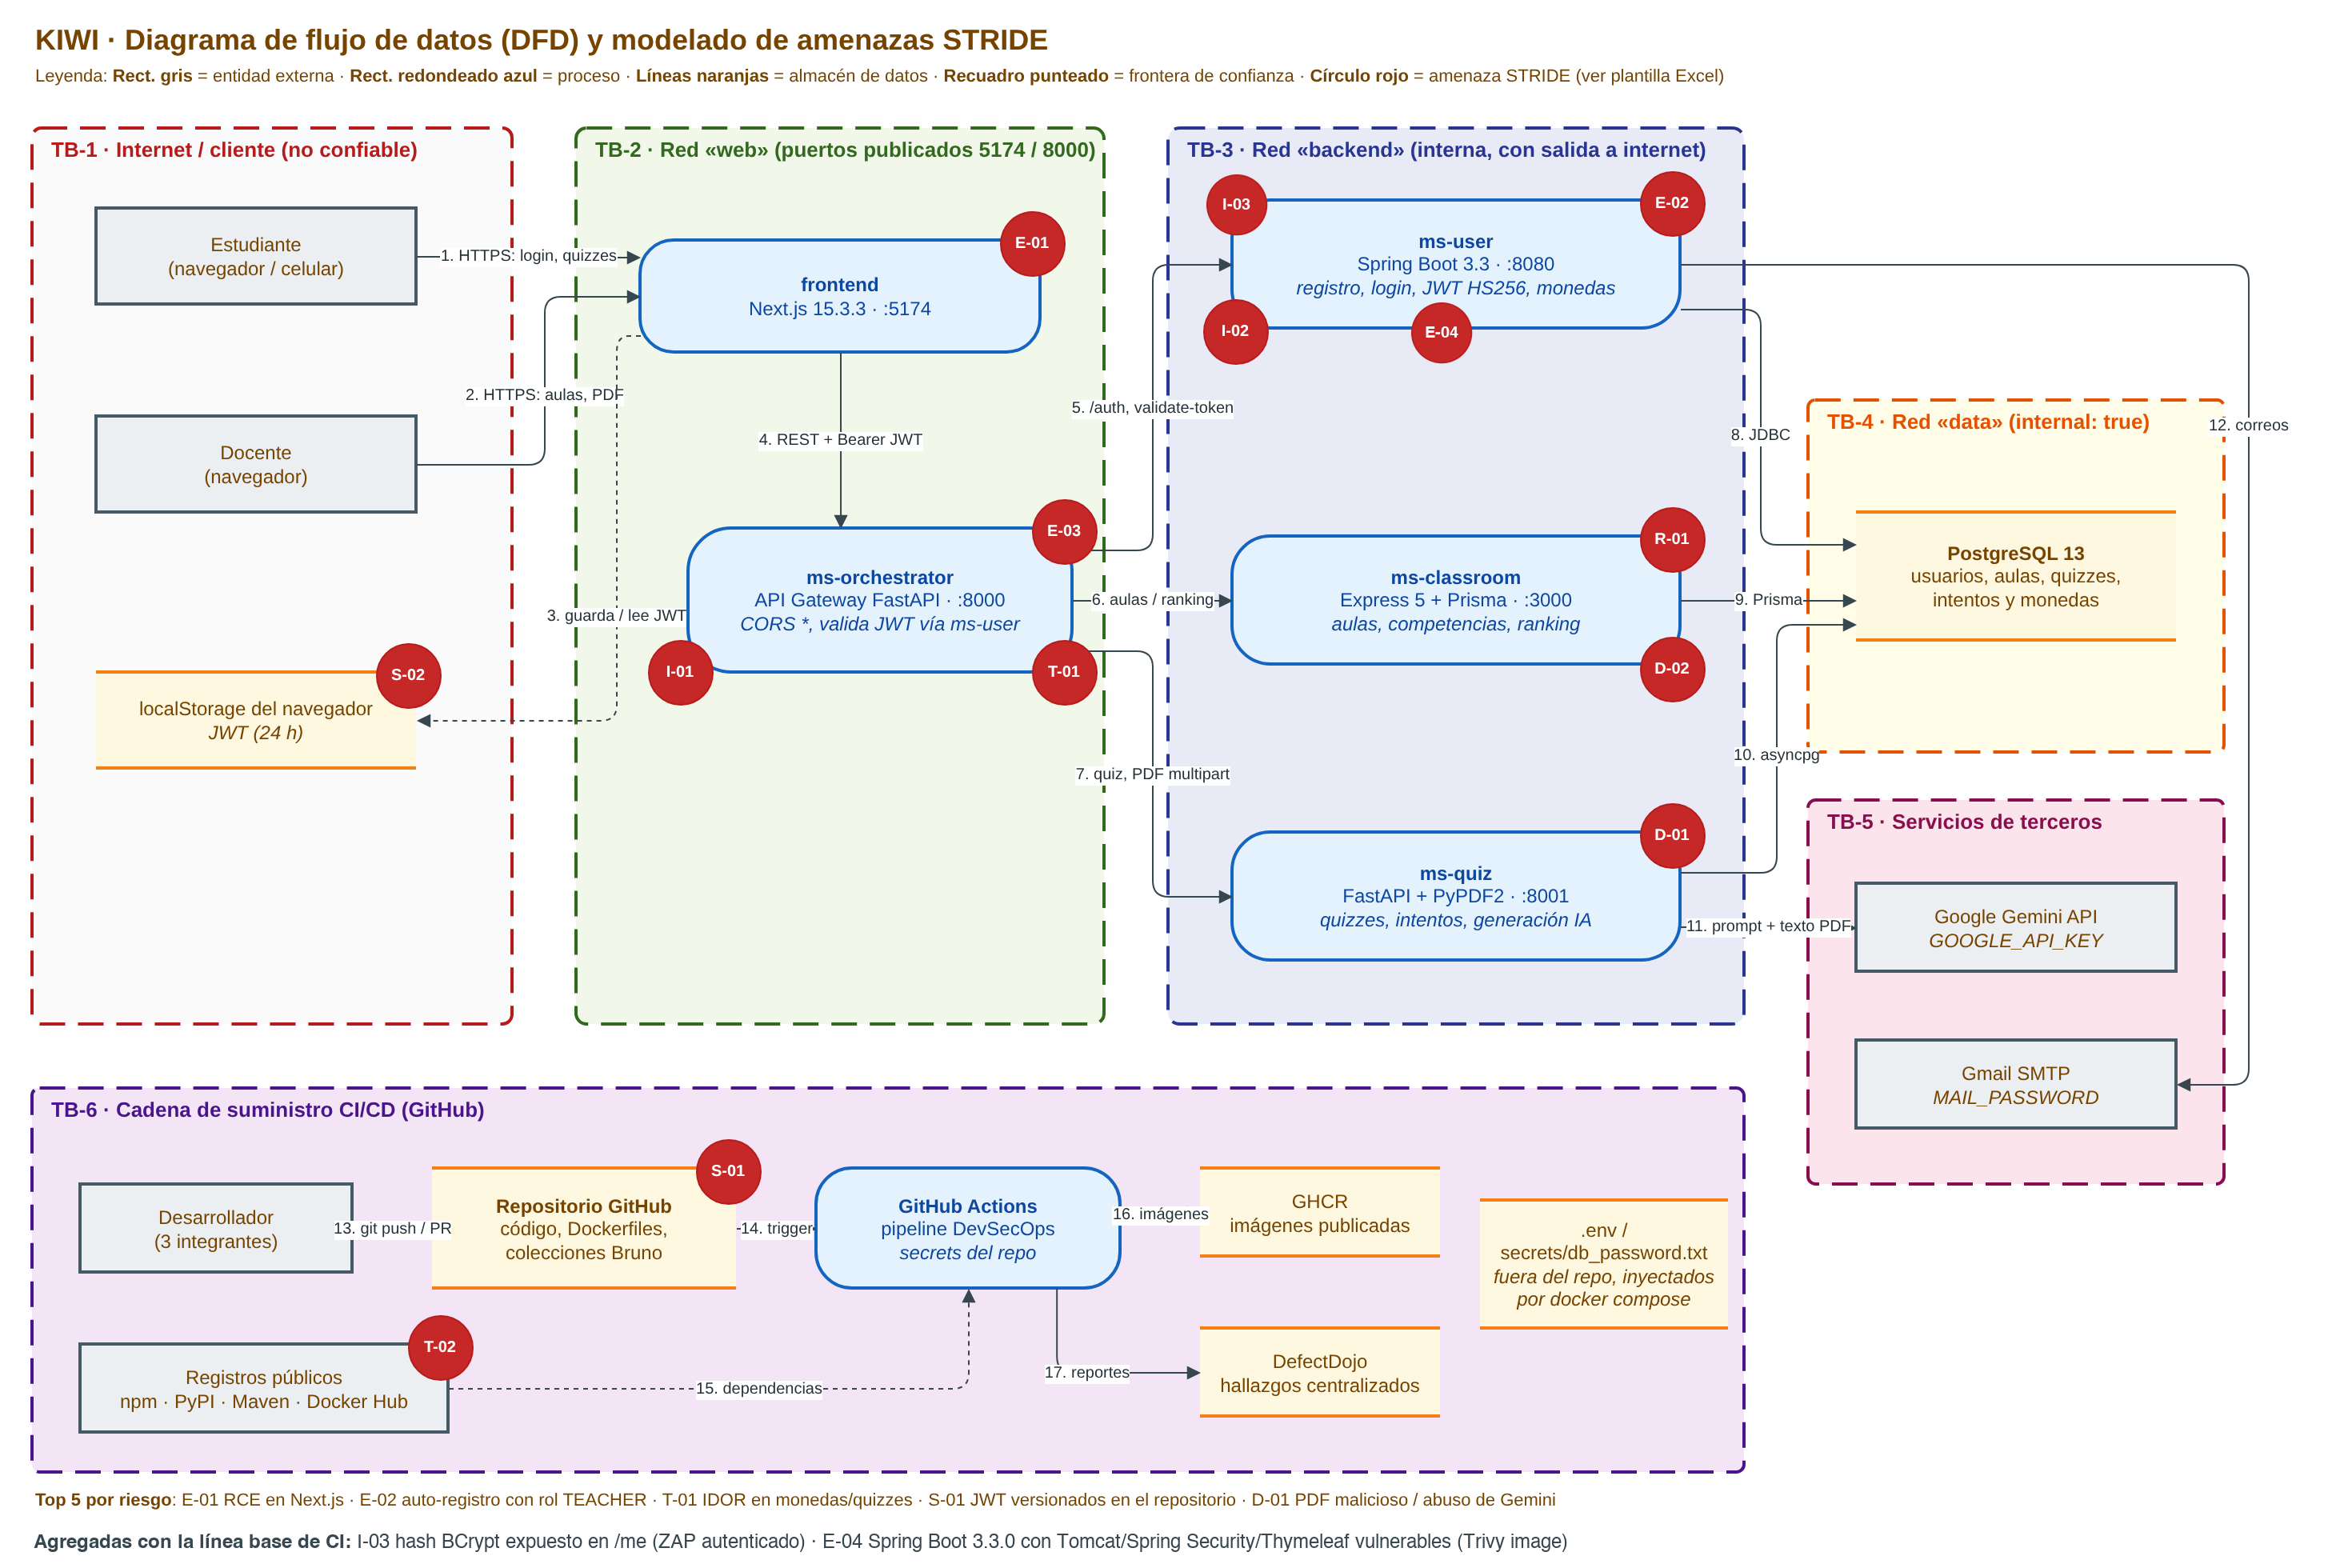 KIWI · Diagrama de flujo de datos (DFD) y modelado de amenazas STRIDE
Leyenda: Rect. gris = entidad externa · Rect. redondeado azul = proceso · Líneas naranjas = almacén de datos · Recuadro punteado = frontera de confianza · Círculo rojo = amenaza STRIDE (ver plantilla Excel)
TB-1 · Internet / cliente (no confiable)
Estudiante
(navegador / celular)
Docente
(navegador)
S-02
localStorage del navegador
JWT (24 h)
1. HTTPS: login, quizzes
2. HTTPS: aulas, PDF
3. guarda / lee JWT
TB-2 · Red «web» (puertos publicados 5174 / 8000)
E-01
frontend
Next.js 15.3.3 · :5174
4. REST + Bearer JWT
E-03
ms-orchestrator
API Gateway FastAPI · :8000
CORS *, valida JWT vía ms-user
I-01
T-01
5. /auth, validate-token
6. aulas / ranking
7. quiz, PDF multipart
TB-3 · Red «backend» (interna, con salida a internet)
I-03
E-02
ms-user
Spring Boot 3.3 · :8080
registro, login, JWT HS256, monedas
I-02
E-04
R-01
ms-classroom
Express 5 + Prisma · :3000
aulas, competencias, ranking
D-02
D-01
ms-quiz
FastAPI + PyPDF2 · :8001
quizzes, intentos, generación IA
8. JDBC
9. Prisma
10. asyncpg
11. prompt + texto PDF
12. correos
TB-4 · Red «data» (internal: true)
PostgreSQL 13
usuarios, aulas, quizzes,
intentos y monedas
TB-5 · Servicios de terceros
Google Gemini API
GOOGLE_API_KEY
Gmail SMTP
MAIL_PASSWORD
TB-6 · Cadena de suministro CI/CD (GitHub)
Desarrollador
(3 integrantes)
13. git push / PR
S-01
Repositorio GitHub
código, Dockerfiles,
colecciones Bruno
14. trigger
GitHub Actions
pipeline DevSecOps
secrets del repo
16. imágenes
GHCR
imágenes publicadas
.env /
secrets/db_password.txt
fuera del repo, inyectados
por docker compose
T-02
Registros públicos
npm · PyPI · Maven · Docker Hub
15. dependencias
17. reportes
DefectDojo
hallazgos centralizados
Top 5 por riesgo: E-01 RCE en Next.js · E-02 auto-registro con rol TEACHER · T-01 IDOR en monedas/quizzes · S-01 JWT versionados en el repositorio · D-01 PDF malicioso / abuso de Gemini
Agregadas con la línea base de CI: I-03 hash BCrypt expuesto en /me (ZAP autenticado) · E-04 Spring Boot 3.3.0 con Tomcat/Spring Security/Thymeleaf vulnerables (Trivy image)